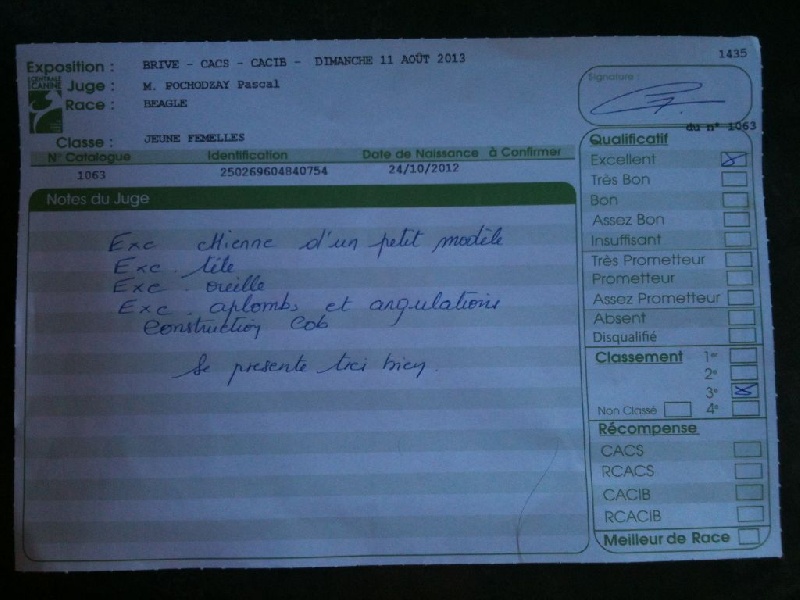 1435
Exposition : BRIVE - CACS - CACIB - DIMANCHE 11 AOÛT 2013
CENTRALE CANINE
Juge : M. POCHODZAY Pascal
Race : BEAGLE
Classe : JEUNE FEMELLES
N° Catalogue Identification Date de Naissance à Confirmer
1063 250269604840754 24/10/2012
Notes du Juge
Exc chienne d'un petit modèle
Exc. tête
Exc. oreille
Exc. aplombs et angulations
Construction Cob
Se presente tres bien.
Signature :
du n° 1063
Qualificatif
Excellent
Très Bon
Bon
Assez Bon
Insuffisant
Très Prometteur
Prometteur
Assez Prometteur
Absent
Disqualifié
Classement 1er
2e
3e
Non Classé 4e
Récompense
CACS
RCACS
CACIB
RCACIB
Meilleur de Race